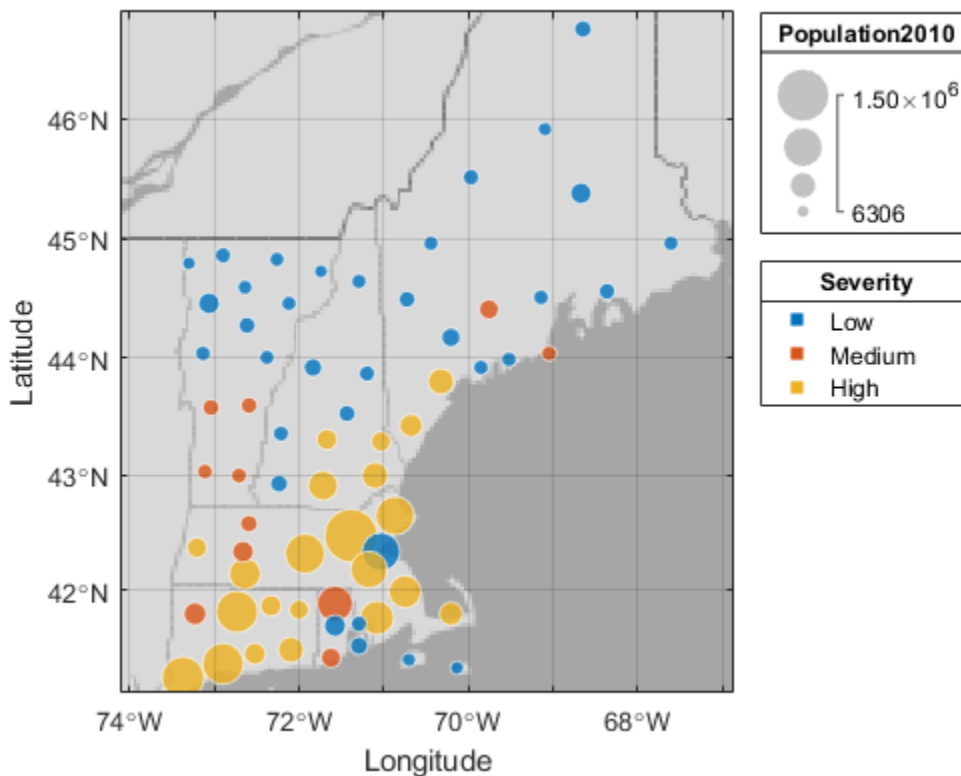 Population2010
1.50×10⁶
6306
Severity
Low
Medium
High
Latitude
46°N
45°N
44°N
43°N
42°N
74°W 72°W 70°W 68°W
Longitude